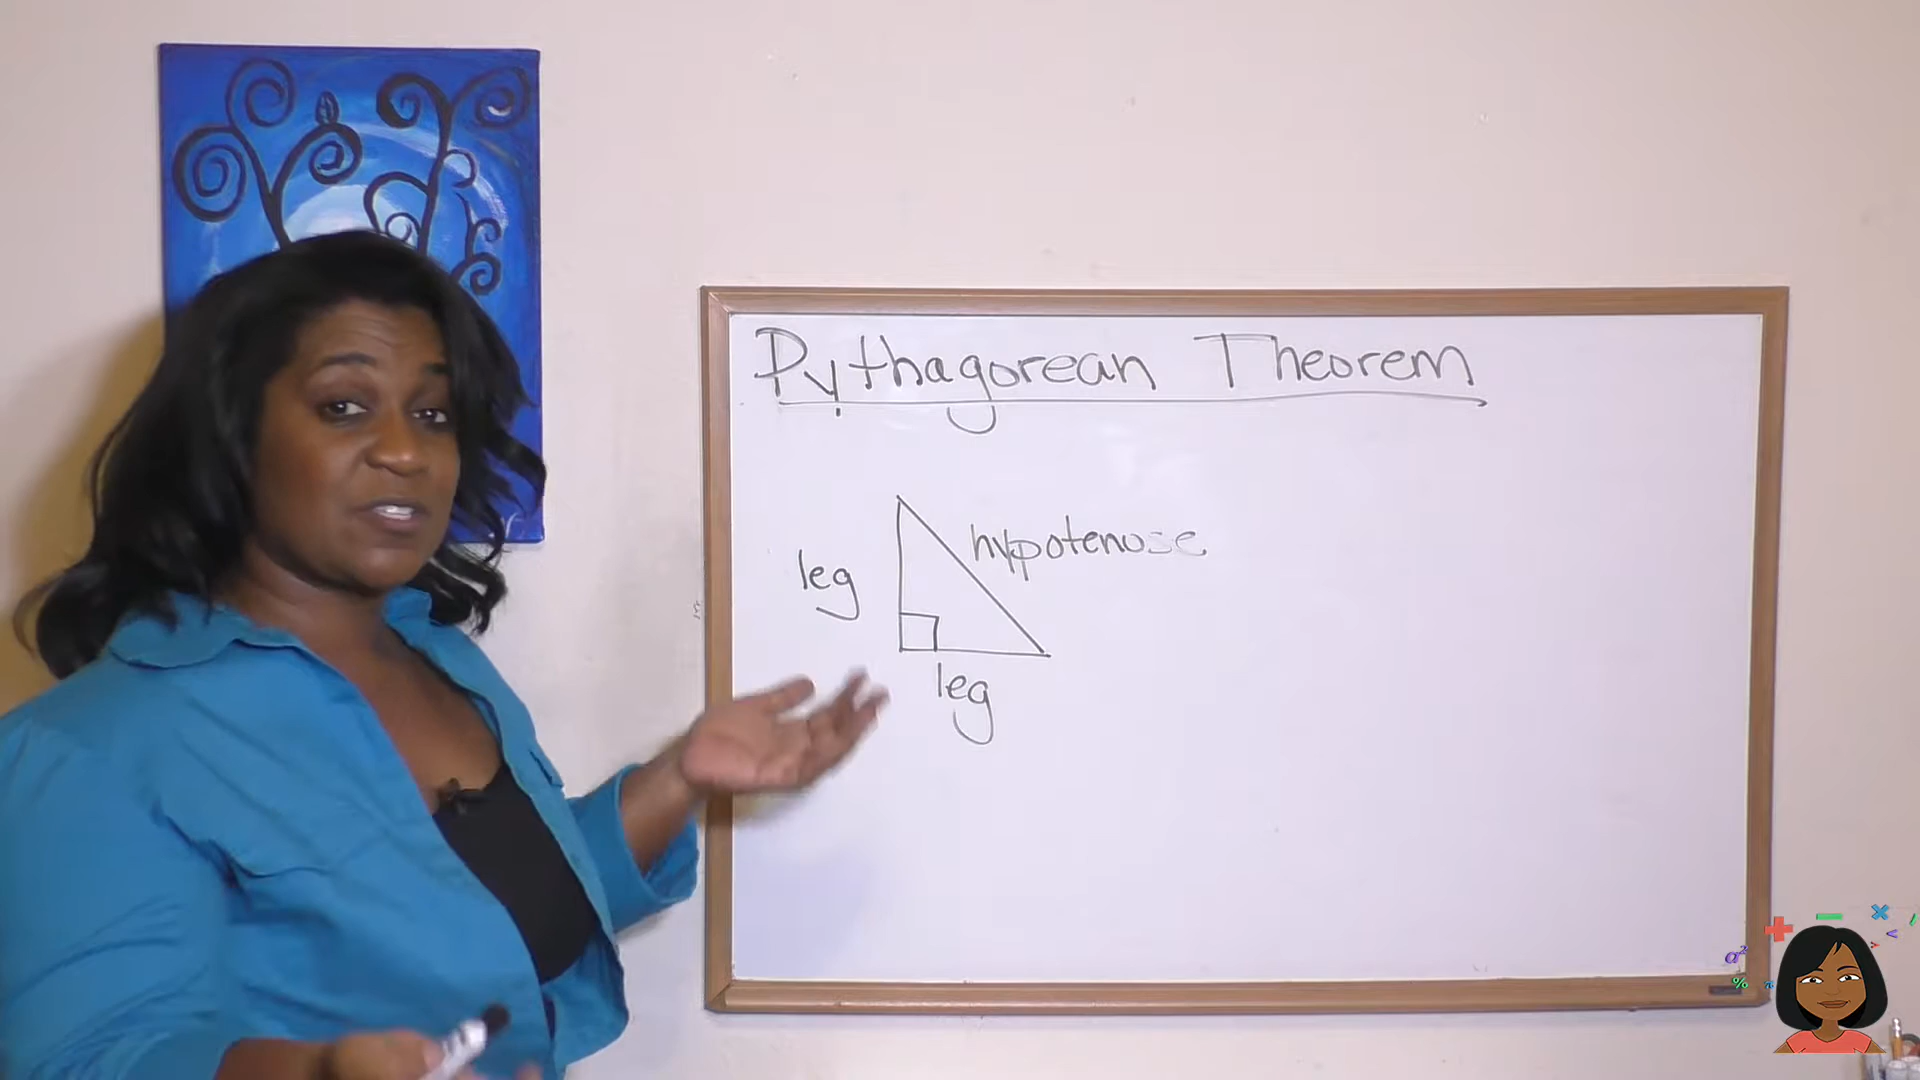 Pythagorean Theorem
hypotenuse
leg
leg